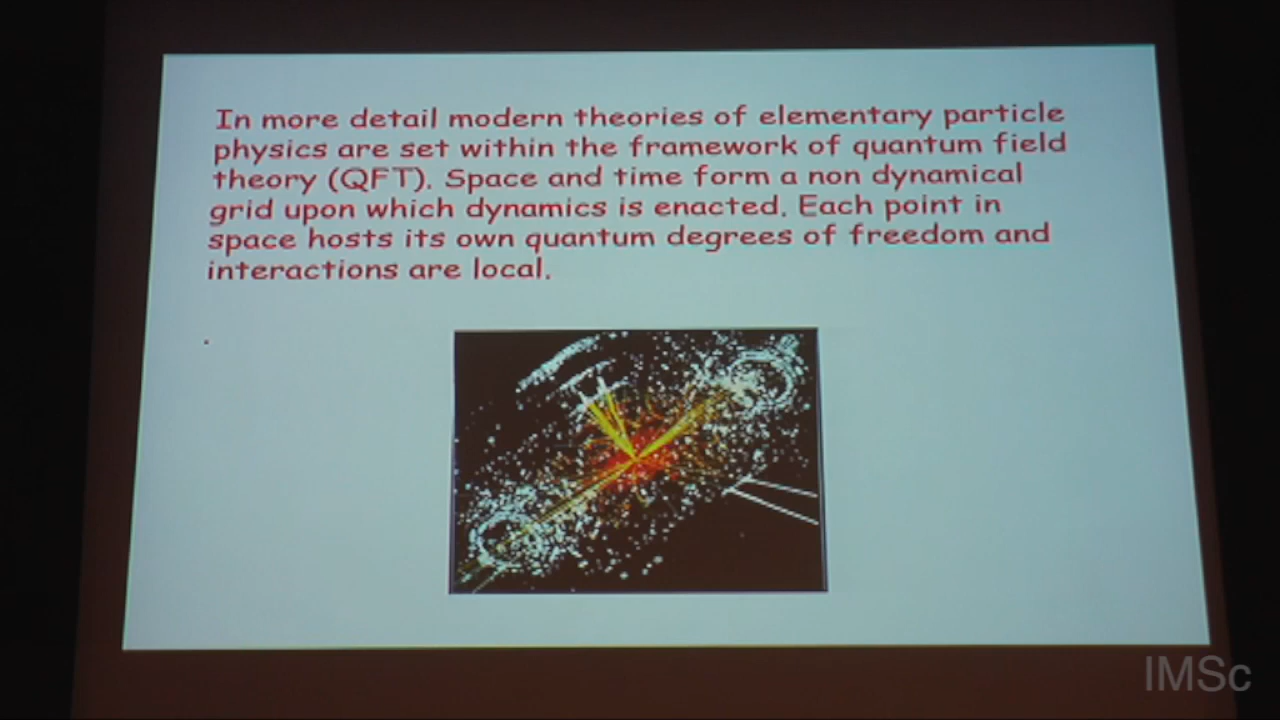 In more detail modern theories of elementary particle
physics are set within the framework of quantum field
theory (QFT). Space and time form a non dynamical
grid upon which dynamics is enacted. Each point in
space hosts its own quantum degrees of freedom and
interactions are local.
IMSc